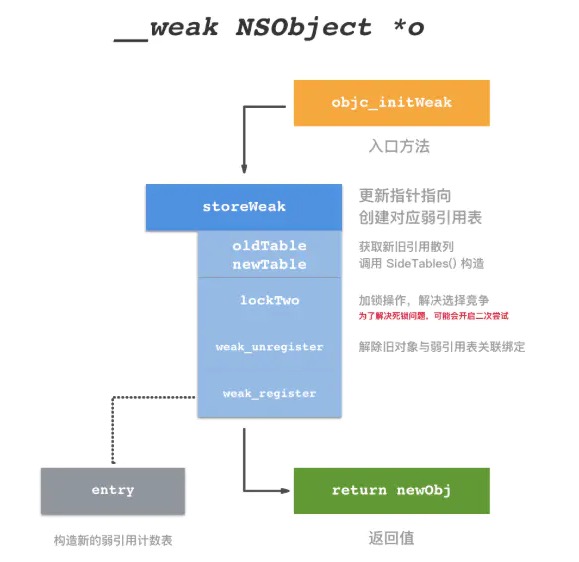 __weak NSObject *o
objc_initWeak
入口方法
storeWeak
更新指针指向
创建对应弱引用表
oldTable
newTable
获取新旧引用散列
调用 SideTables() 构造
lockTwo
加锁操作，解决选择竞争
为了解决死锁问题，可能会开启二次尝试
weak_unregister
解除旧对象与弱引用表关联绑定
weak_register
entry
构造新的弱引用计数表
return newObj
返回值